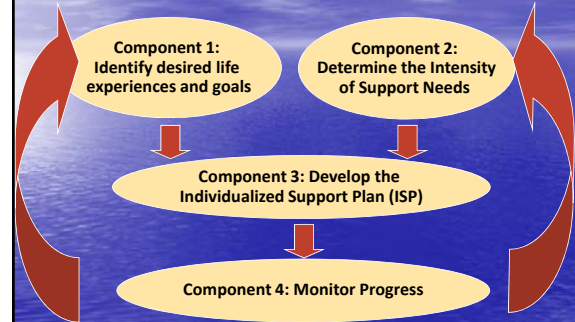 Component 1:
Identify desired life
experiences and goals
Component 2:
Determine the Intensity
of Support Needs
Component 3: Develop the
Individualized Support Plan (ISP)
Component 4: Monitor Progress